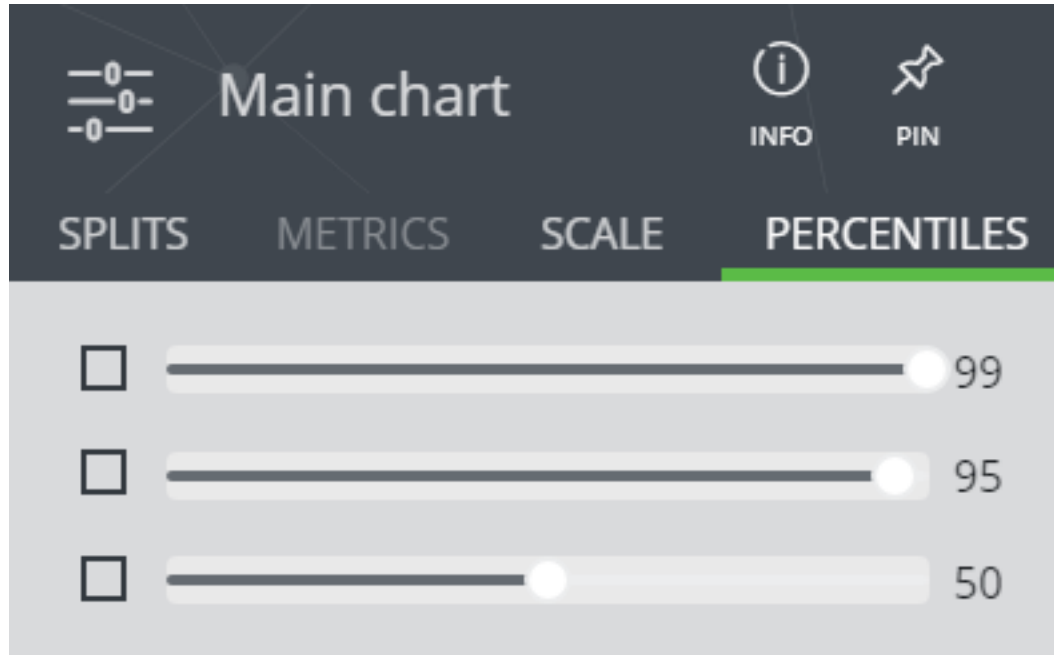 Main chart
INFO PIN
SPLITS METRICS SCALE PERCENTILES
99
95
50